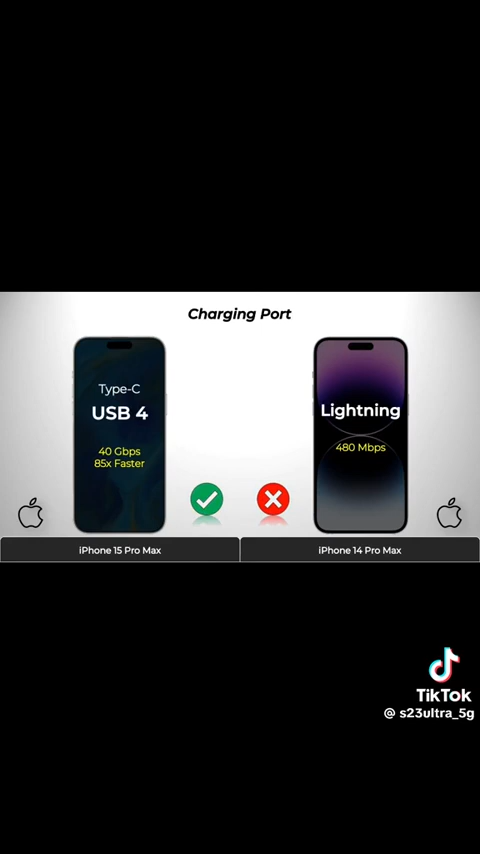 Charging Port
Type-C
USB 4
40 Gbps
85x Faster
Lightning
480 Mbps
iPhone 15 Pro Max
iPhone 14 Pro Max
TikTok
@ s23ultra_5g